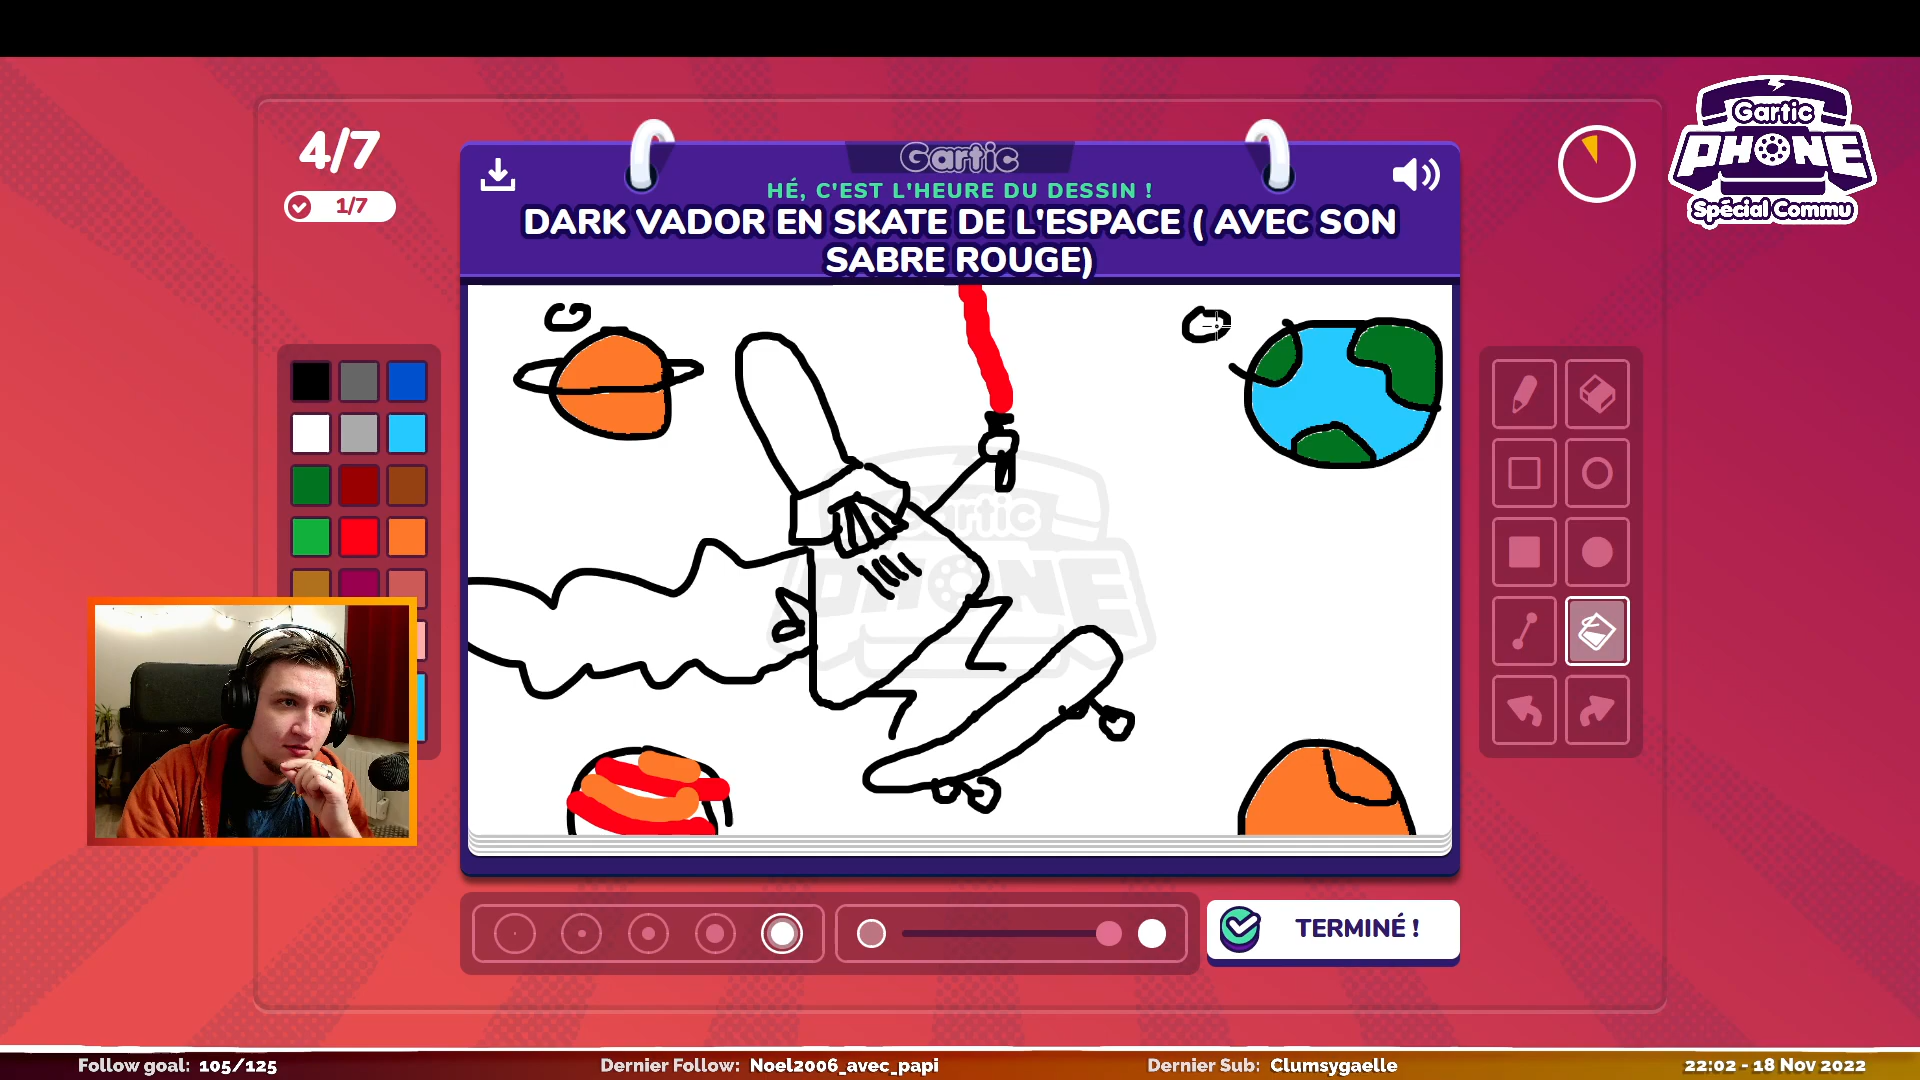 4/7
1/7
Gartic
HÉ, C'EST L'HEURE DU DESSIN !
DARK VADOR EN SKATE DE L'ESPACE ( AVEC SON
SABRE ROUGE)
Gartic
PHONE
Spécial Commu
Gartic
PHONE
TERMINÉ !
Follow goal: 105/125
Dernier Follow: Noel2006_avec_papi
Dernier Sub: Clumsygaelle
22:02 - 18 Nov 2022